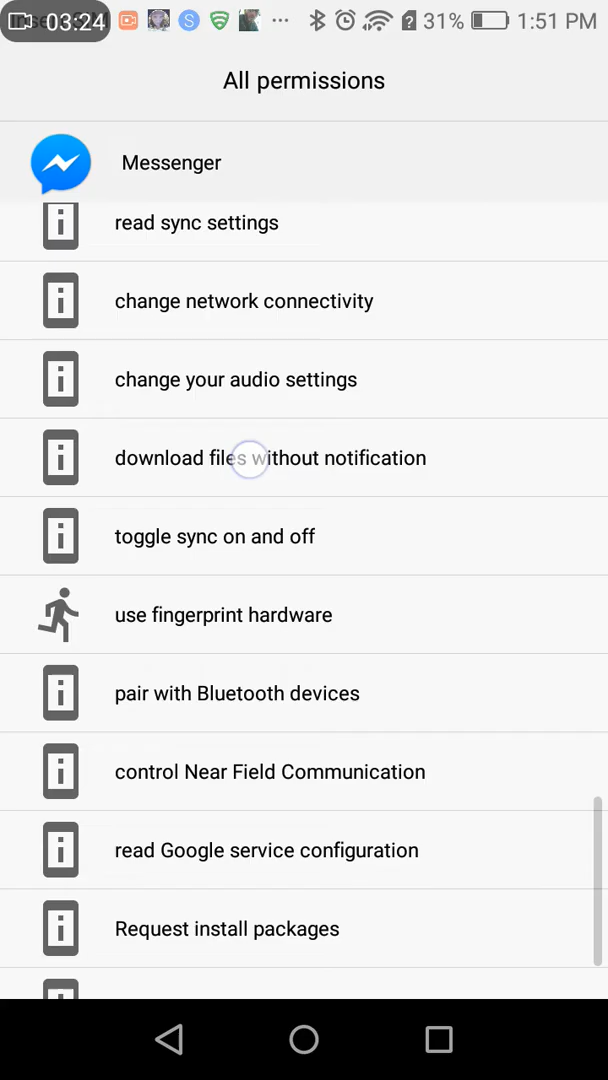 03:24 31% 1:51 PM
All permissions
Messenger
read sync settings
change network connectivity
change your audio settings
download files without notification
toggle sync on and off
use fingerprint hardware
pair with Bluetooth devices
control Near Field Communication
read Google service configuration
Request install packages